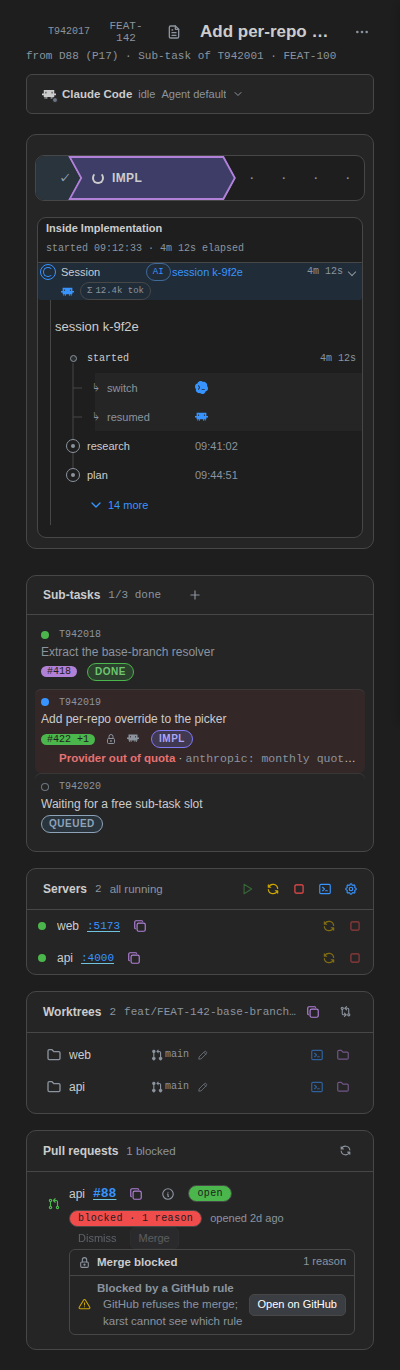 T942017 FEAT-142 Add per-repo … ···
from D88 (P17) · Sub-task of T942001 · FEAT-100
Claude Code idle Agent default
✓ IMPL
Inside Implementation
started 09:12:33 · 4m 12s elapsed
Session AI session k-9f2e 4m 12s
Σ 12.4k tok
session k-9f2e
started 4m 12s
↳ switch
↳ resumed
research 09:41:02
plan 09:44:51
14 more
Sub-tasks 1/3 done +
T942018
Extract the base-branch resolver
#418 DONE
T942019
Add per-repo override to the picker
#422 +1 IMPL
Provider out of quota · anthropic: monthly quot…
T942020
Waiting for a free sub-task slot
QUEUED
Servers 2 all running
web :5173
api :4000
Worktrees 2 feat/FEAT-142-base-branch…
web main
api main
Pull requests 1 blocked
api #88 open
blocked · 1 reason opened 2d ago
Dismiss Merge
Merge blocked 1 reason
Blocked by a GitHub rule
GitHub refuses the merge;
karst cannot see which rule
Open on GitHub